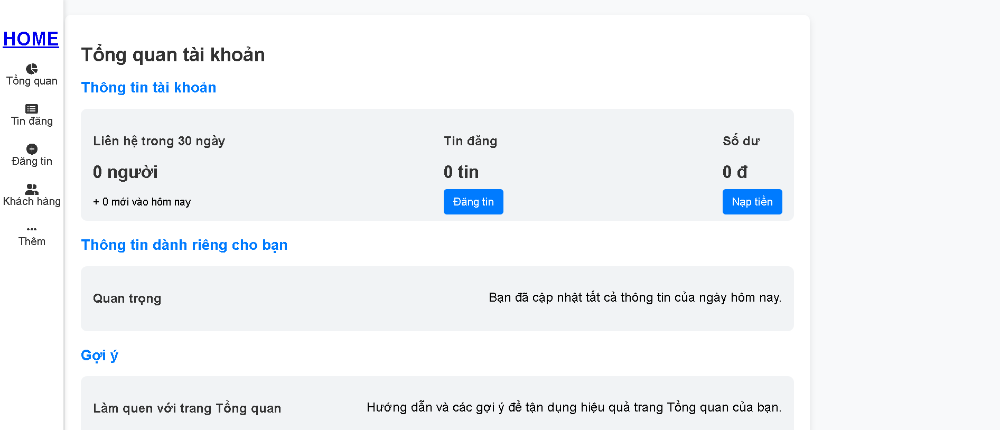 HOME
Tổng quan
Tin đăng
Đăng tin
Khách hàng
Thêm
Tổng quan tài khoản
Thông tin tài khoản
Liên hệ trong 30 ngày
0 người
+ 0 mới vào hôm nay
Tin đăng
0 tin
Đăng tin
Số dư
0 đ
Nạp tiền
Thông tin dành riêng cho bạn
Quan trọng
Bạn đã cập nhật tất cả thông tin của ngày hôm nay.
Gợi ý
Làm quen với trang Tổng quan
Hướng dẫn và các gợi ý để tận dụng hiệu quả trang Tổng quan của bạn.